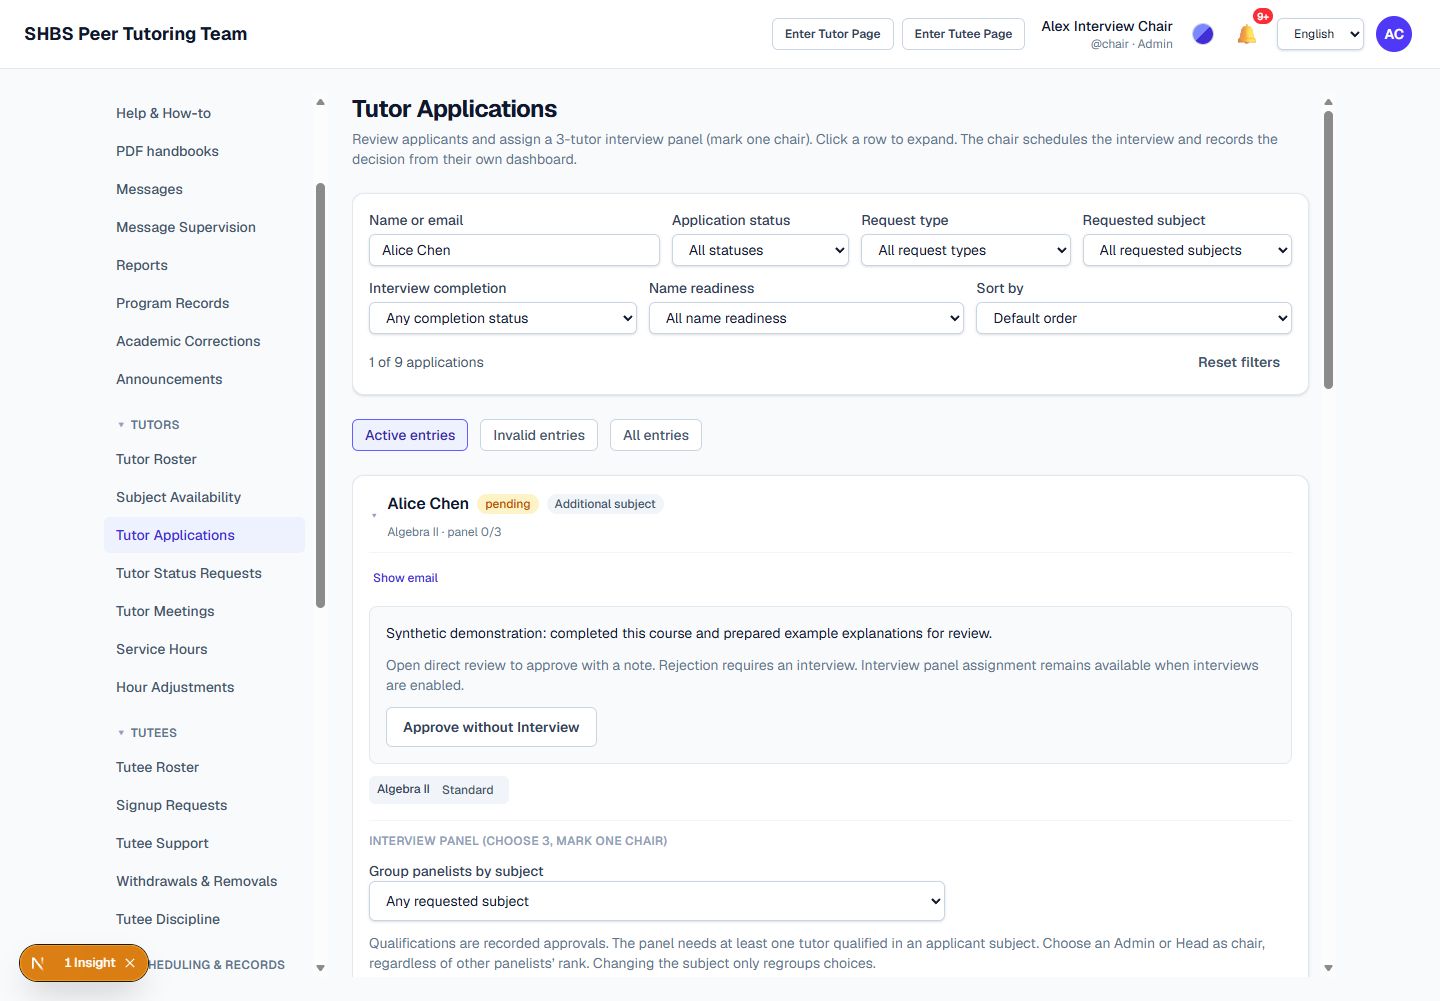 SHBS Peer Tutoring Team
Enter Tutor Page
Enter Tutee Page
Alex Interview Chair
@chair · Admin
9+
English
AC
Help & How-to
PDF handbooks
Messages
Message Supervision
Reports
Program Records
Academic Corrections
Announcements
TUTORS
Tutor Roster
Subject Availability
Tutor Applications
Tutor Status Requests
Tutor Meetings
Service Hours
Hour Adjustments
TUTEES
Tutee Roster
Signup Requests
Tutee Support
Withdrawals & Removals
Tutee Discipline
HEDULING & RECORDS
N 1 Insight
Tutor Applications
Review applicants and assign a 3-tutor interview panel (mark one chair). Click a row to expand. The chair schedules the interview and records the
decision from their own dashboard.
Name or email
Alice Chen
Application status
All statuses
Request type
All request types
Requested subject
All requested subjects
Interview completion
Any completion status
Name readiness
All name readiness
Sort by
Default order
1 of 9 applications
Reset filters
Active entries
Invalid entries
All entries
Alice Chen pending Additional subject
Algebra II · panel 0/3
Show email
Synthetic demonstration: completed this course and prepared example explanations for review.
Open direct review to approve with a note. Rejection requires an interview. Interview panel assignment remains available when interviews
are enabled.
Approve without Interview
Algebra II Standard
INTERVIEW PANEL (CHOOSE 3, MARK ONE CHAIR)
Group panelists by subject
Any requested subject
Qualifications are recorded approvals. The panel needs at least one tutor qualified in an applicant subject. Choose an Admin or Head as chair,
regardless of other panelists' rank. Changing the subject only regroups choices.